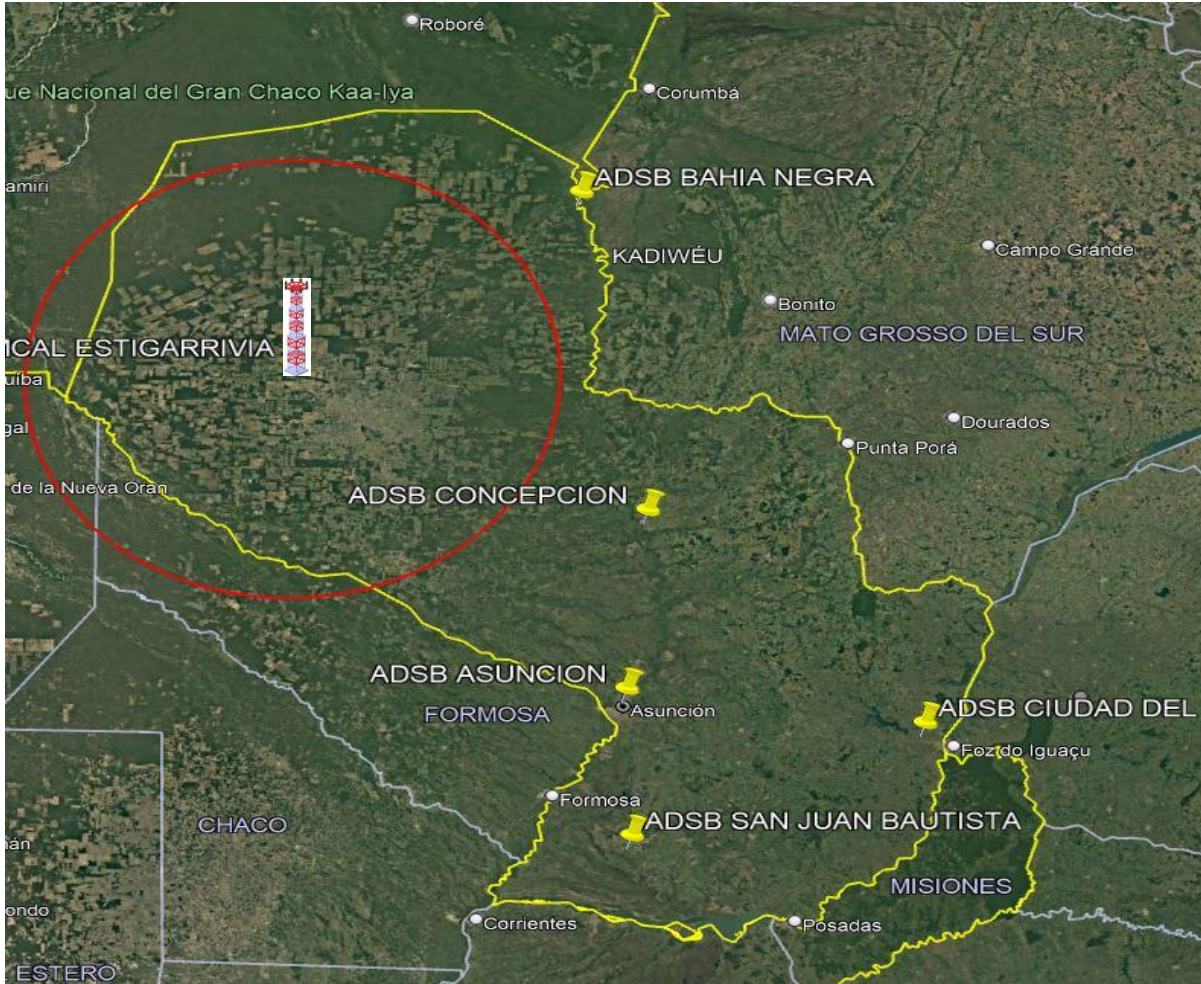 Roboré
ue Nacional del Gran Chaco Kaa-Iya
Corumbá
ADSB BAHIA NEGRA
amiri
KADIWÉU
Campo Grande
Bonito
MATO GROSSO DEL SUR
MCAL ESTIGARRIVIA
uíba
gal
Dourados
Punta Porá
de la Nueva Orán
ADSB CONCEPCION
ADSB ASUNCION
FORMOSA
Asunción
ADSB CIUDAD DEL
Foz do Iguaçu
Formosa
CHACO
ADSB SAN JUAN BAUTISTA
án
MISIONES
ondo
Corrientes
Posadas
ESTERO